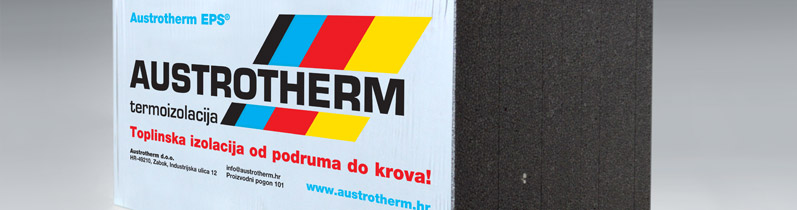 Austrotherm EPS®
AUSTROTHERM
termoizolacija
Toplinska izolacija od podruma do krova!
Austrotherm d.o.o.
HR-49210, Zabok, Industrijska ulica 12
info@austrotherm.hr
Proizvodni pogon 101
www.austrotherm.hr